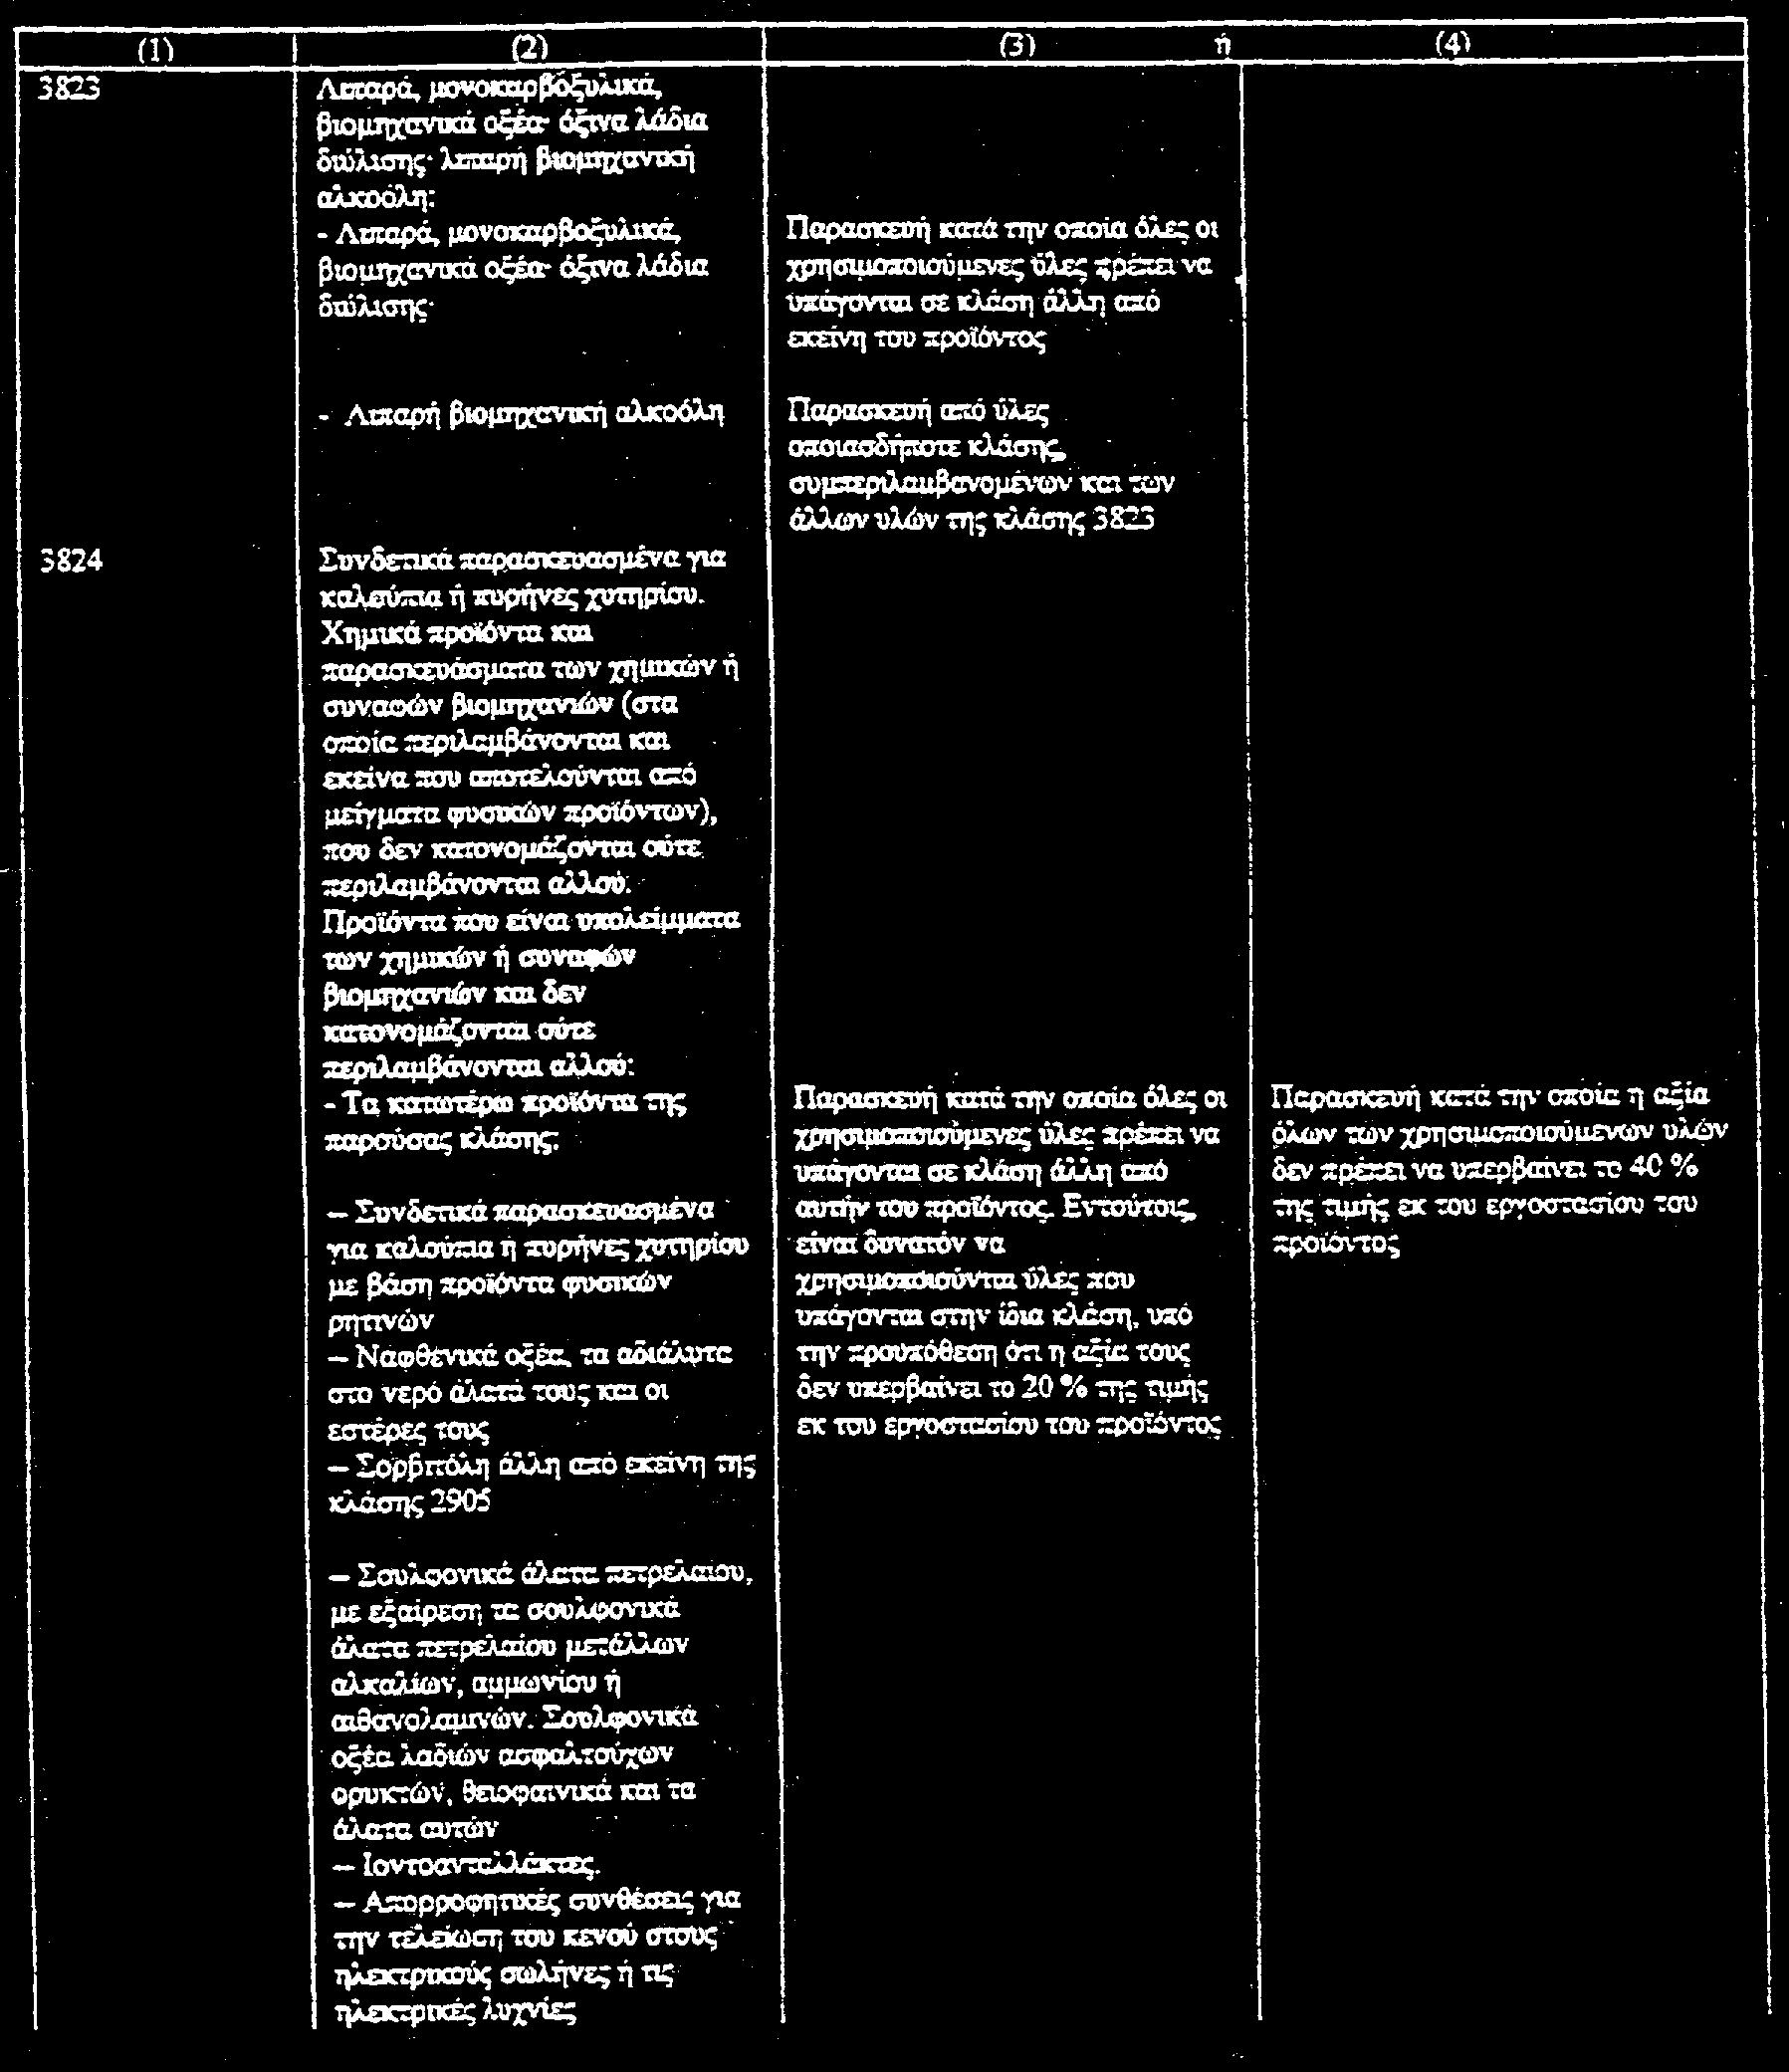 (1) (2) (3) ή (4)
3823
Λιπαρά, μονοκαρβοξυλικά,
βιομηχανικά οξέα· όξινα λάδια
διύλισης· λιπαρή βιομηχανική
αλκοόλη:
- Λιπαρά, μονοκαρβοξυλικά,
βιομηχανικά οξέα· όξινα λάδια
διύλισης·
Παρασκευή κατά την οποία όλες οι
χρησιμοποιούμενες ύλες πρέπει να
υπάγονται σε κλάση άλλη από
εκείνη του προϊόντος
- Λιπαρή βιομηχανική αλκοόλη
Παρασκευή από ύλες
οποιασδήποτε κλάσης,
συμπεριλαμβανομένων και των
άλλων υλών της κλάσης 3823
3824
Συνδετικά παρασκευασμένα για
καλούπια ή πυρήνες χυτηρίου.
Χημικά προϊόντα και
παρασκευάσματα των χημικών ή
συναφών βιομηχανιών (στα
οποία περιλαμβάνονται και
εκείνα που αποτελούνται από
μείγματα φυσικών προϊόντων),
που δεν κατονομάζονται ούτε
περιλαμβάνονται αλλού.
Προϊόντα που είναι υπολείμματα
των χημικών ή συναφών
βιομηχανιών και δεν
κατονομάζονται ούτε
περιλαμβάνονται αλλού:
- Τα κατωτέρω προϊόντα της
παρούσας κλάσης:
– Συνδετικά παρασκευασμένα
για καλούπια ή πυρήνες χυτηρίου
με βάση προϊόντα φυσικών
ρητινών
– Ναφθενικά οξέα, τα αδιάλυτα
στο νερό άλατά τους και οι
εστέρες τους
– Σορβιτόλη άλλη από εκείνη της
κλάσης 2905
– Σουλφονικά άλατα πετρελαίου,
με εξαίρεση τα σουλφονικά
άλατα πετρελαίου μετάλλων
αλκαλίων, αμμωνίου ή
αιθανολαμινών. Σουλφονικά
οξέα λαδιών ασφαλτούχων
ορυκτών, θειοφαινικά και τα
άλατα αυτών
– Ιοντοανταλλάκτες.
– Απορροφητικές συνθέσεις για
την τελείωση του κενού στους
ηλεκτρικούς σωλήνες ή τις
ηλεκτρικές λυχνίες
Παρασκευή κατά την οποία όλες οι
χρησιμοποιούμενες ύλες πρέπει να
υπάγονται σε κλάση άλλη από
αυτήν του προϊόντος. Εντούτοις,
είναι δυνατόν να
χρησιμοποιούνται ύλες που
υπάγονται στην ίδια κλάση, υπό
την προϋπόθεση ότι η αξία τους
δεν υπερβαίνει το 20 % της τιμής
εκ του εργοστασίου του προϊόντος
Παρασκευή κατά την οποία η αξία
όλων των χρησιμοποιούμενων υλών
δεν πρέπει να υπερβαίνει το 40 %
της τιμής εκ του εργοστασίου του
προϊόντος